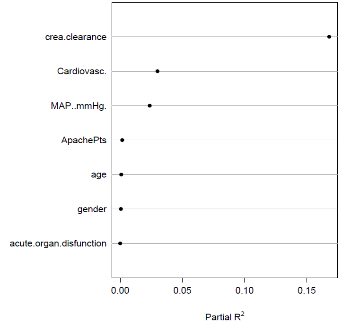 crea.clearance
Cardiovasc.
MAP..mmHg.
ApachePts
age
gender
acute.organ.disfunction
0.00 0.05 0.10 0.15
Partial R²